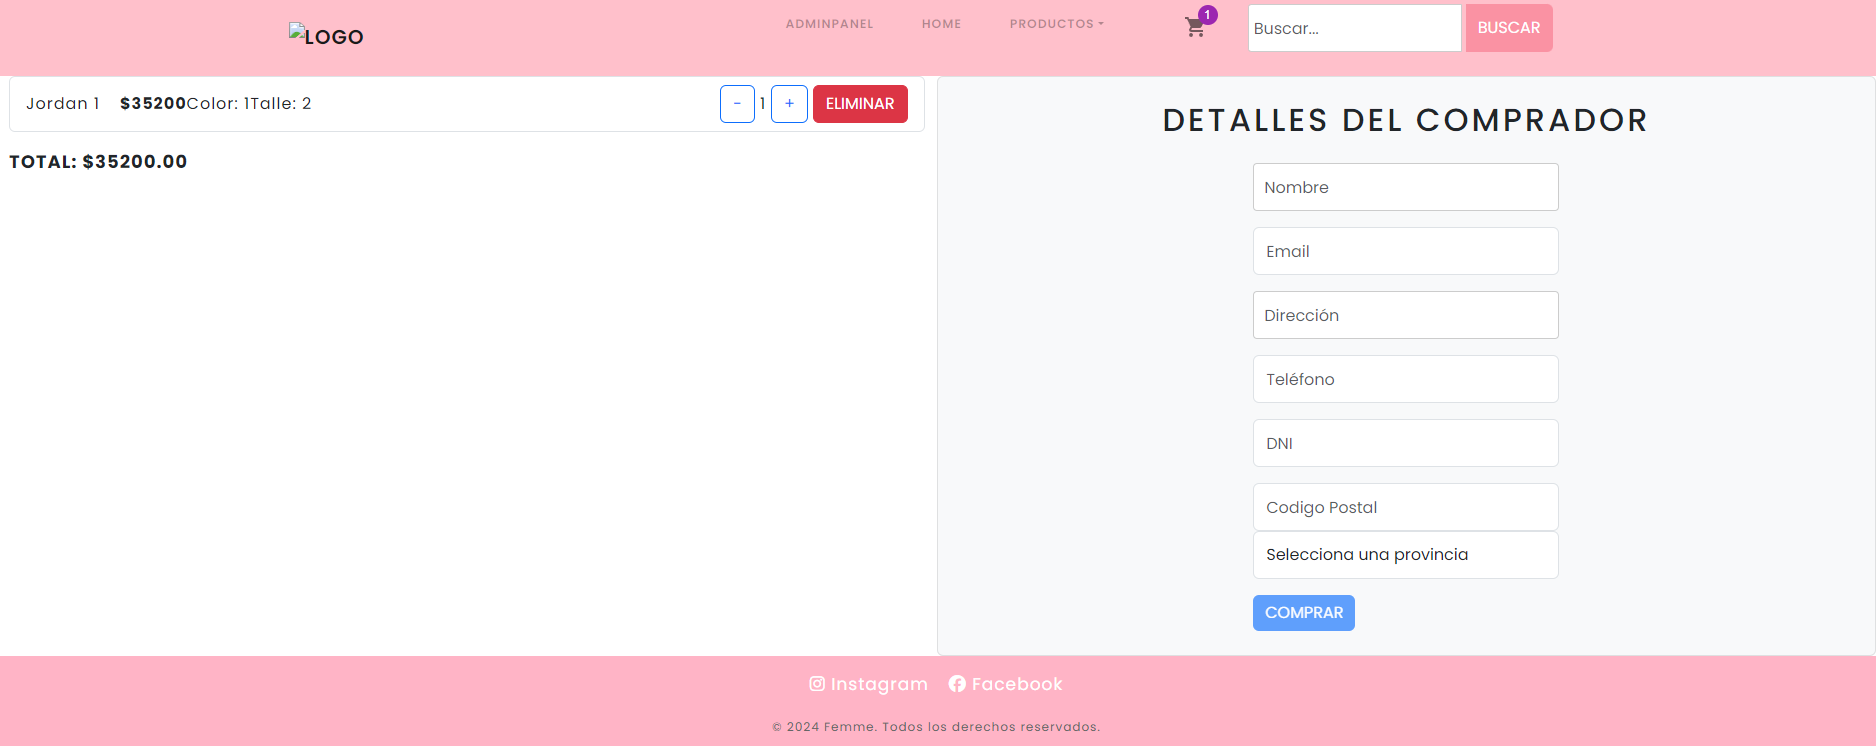 LOGO
ADMINPANEL HOME PRODUCTOS
1
Buscar...
BUSCAR
Jordan 1 $35200Color: 1Talle: 2
- 1 + ELIMINAR
TOTAL: $35200.00
DETALLES DEL COMPRADOR
Nombre
Email
Dirección
Teléfono
DNI
Codigo Postal
Selecciona una provincia
COMPRAR
Instagram Facebook
© 2024 Femme. Todos los derechos reservados.